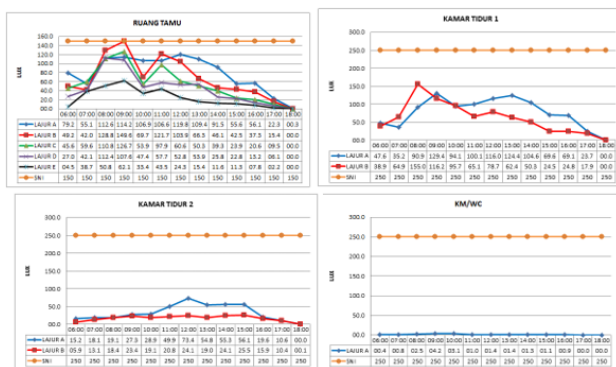 RUANG TAMU
160.0
140.0
120.0
100.0
80.0
60.0
40.0
20.0
00.0
LUX
06:00 07:00 08:00 09:00 10:00 11:00 12:00 13:00 14:00 15:00 16:00 17:00 18:00
LAJUR A 79.2 55.1 112.6 114.2 106.9 106.6 119.8 109.4 91.5 55.6 56.1 22.3 00.3
LAJUR B 49.2 42.0 128.8 149.6 69.7 121.7 103.9 66.3 46.1 42.5 37.3 15.4 00.0
LAJUR C 45.6 59.6 110.8 126.7 53.9 97.9 60.6 50.3 39.3 23.9 20.6 09.5 00.0
LAJUR D 27.0 42.1 112.4 107.6 47.4 57.7 52.8 53.9 25.8 22.8 15.2 06.1 00.0
LAJUR E 04.5 38.7 50.8 62.1 33.4 43.5 24.3 15.4 11.6 11.3 07.8 02.2 00.0
SNI 150 150 150 150 150 150 150 150 150 150 150 150 150
KAMAR TIDUR 1
300.0
250.0
200.0
150.0
100.0
50.0
00.0
LUX
06:00 07:00 08:00 09:00 10:00 11:00 12:00 13:00 14:00 15:00 16:00 17:00 18:00
LAJUR A 47.6 35.2 90.9 129.4 94.1 100.1 116.0 124.4 104.6 69.6 69.1 23.7 00.0
LAJUR B 38.9 64.9 155.0 116.2 95.7 65.1 78.7 62.4 50.3 24.5 24.8 17.9 00.0
SNI 250 250 250 250 250 250 250 250 250 250 250 250 250
KAMAR TIDUR 2
300.0
250.0
200.0
150.0
100.0
50.0
00.0
LUX
06:00 07:00 08:00 09:00 10:00 11:00 12:00 13:00 14:00 15:00 16:00 17:00 18:00
LAJUR A 15.2 18.1 19.1 27.3 28.9 49.9 73.4 54.8 55.3 56.1 19.6 10.6 00.0
LAJUR B 05.9 13.1 18.4 23.4 19.1 20.8 24.1 19.0 24.1 25.5 15.9 10.4 00.1
SNI 250 250 250 250 250 250 250 250 250 250 250 250 250
KM/WC
300.0
250.0
200.0
150.0
100.0
50.0
00.0
LUX
06:00 07:00 08:00 09:00 10:00 11:00 12:00 13:00 14:00 15:00 16:00 17:00 18:00
LAJUR A 00.4 00.8 02.5 04.2 03.1 01.0 01.4 01.4 01.3 01.1 00.9 00.0 00.0
SNI 250 250 250 250 250 250 250 250 250 250 250 250 250